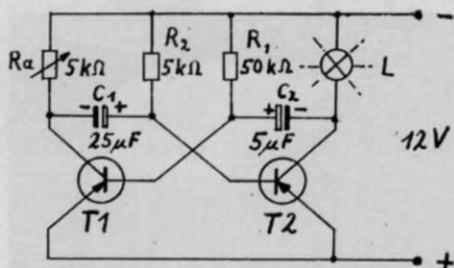 −
Ra
5kΩ
R2
5kΩ
R1
50kΩ
L
− C1 +
25µF
+ C2 −
5µF
12V
T1
T2
+